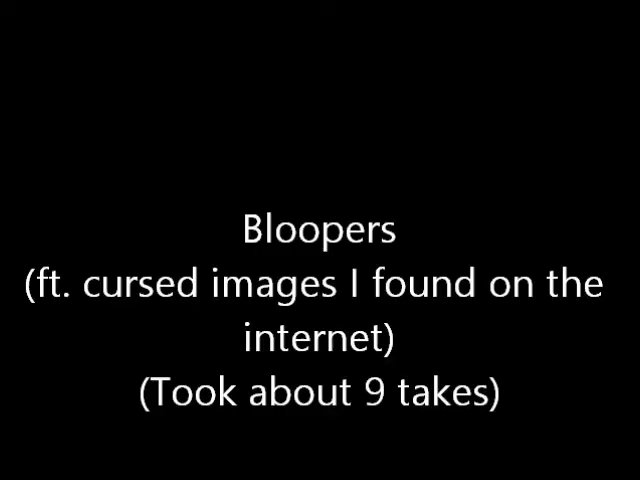 Bloopers
(ft. cursed images I found on the
internet)
(Took about 9 takes)